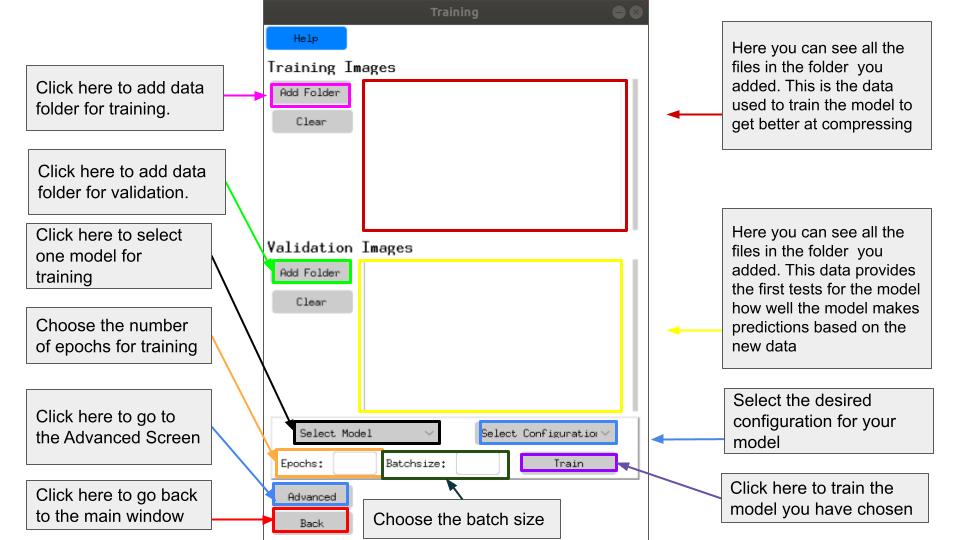 Training
Help
Training Images
Add Folder
Clear
Validation Images
Add Folder
Clear
Select Model
Select Configuration
Epochs:
Batchsize:
Train
Advanced
Back
Click here to add data
folder for training.
Click here to add data
folder for validation.
Click here to select
one model for
training
Choose the number
of epochs for training
Click here to go to
the Advanced Screen
Click here to go back
to the main window
Choose the batch size
Here you can see all the
files in the folder  you
added. This is the data
used to train the model to
get better at compressing
Here you can see all the
files in the folder  you
added. This data provides
the first tests for the model
how well the model makes
predictions based on the
new data
Select the desired
configuration for your
model
Click here to train the
model you have chosen